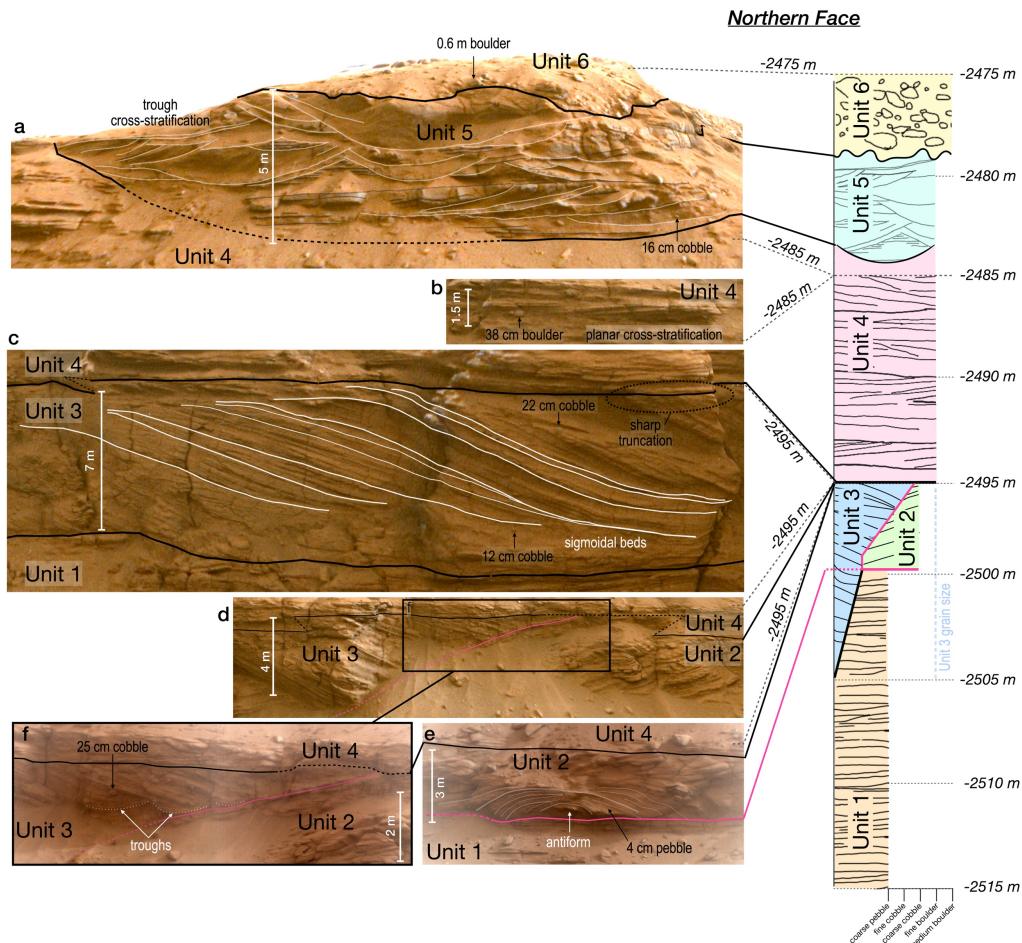 Northern Face
a
0.6 m boulder
Unit 6
trough
cross-stratification
Unit 5
5 m
Unit 4
16 cm cobble
-2475 m
-2485 m
b
1.5 m
Unit 4
38 cm boulder
planar cross-stratification
-2485 m
c
Unit 4
Unit 3
7 m
22 cm cobble
sharp
truncation
12 cm cobble
sigmoidal beds
Unit 1
-2495 m
d
f
Unit 3
Unit 4
Unit 2
4 m
-2495 m
f
25 cm cobble
Unit 4
Unit 3
troughs
Unit 2
2 m
e
Unit 4
Unit 2
3 m
antiform
4 cm pebble
Unit 1
-2495 m
Unit 6
Unit 5
Unit 4
Unit 3
Unit 2
Unit 1
Unit 3 grain size
-2475 m
-2480 m
-2485 m
-2490 m
-2495 m
-2500 m
-2505 m
-2510 m
-2515 m
coarse pebble
fine cobble
coarse cobble
fine boulder
edium boulder